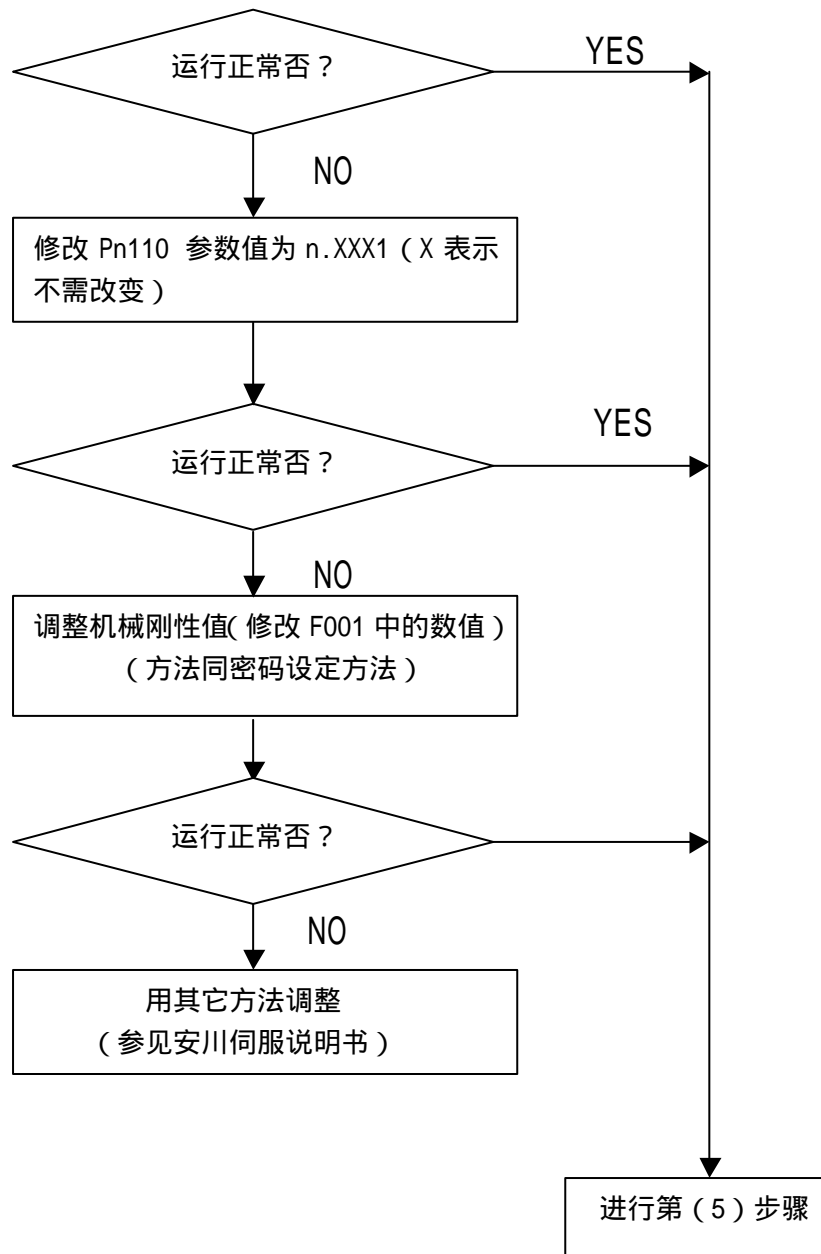 运行正常否？
YES
NO
修改 Pn110 参数值为 n.XXX1（X 表示
不需改变）
运行正常否？
YES
NO
调整机械刚性值（修改 F001 中的数值）
（方法同密码设定方法）
运行正常否？
NO
用其它方法调整
（参见安川伺服说明书）
进行第（5）步骤